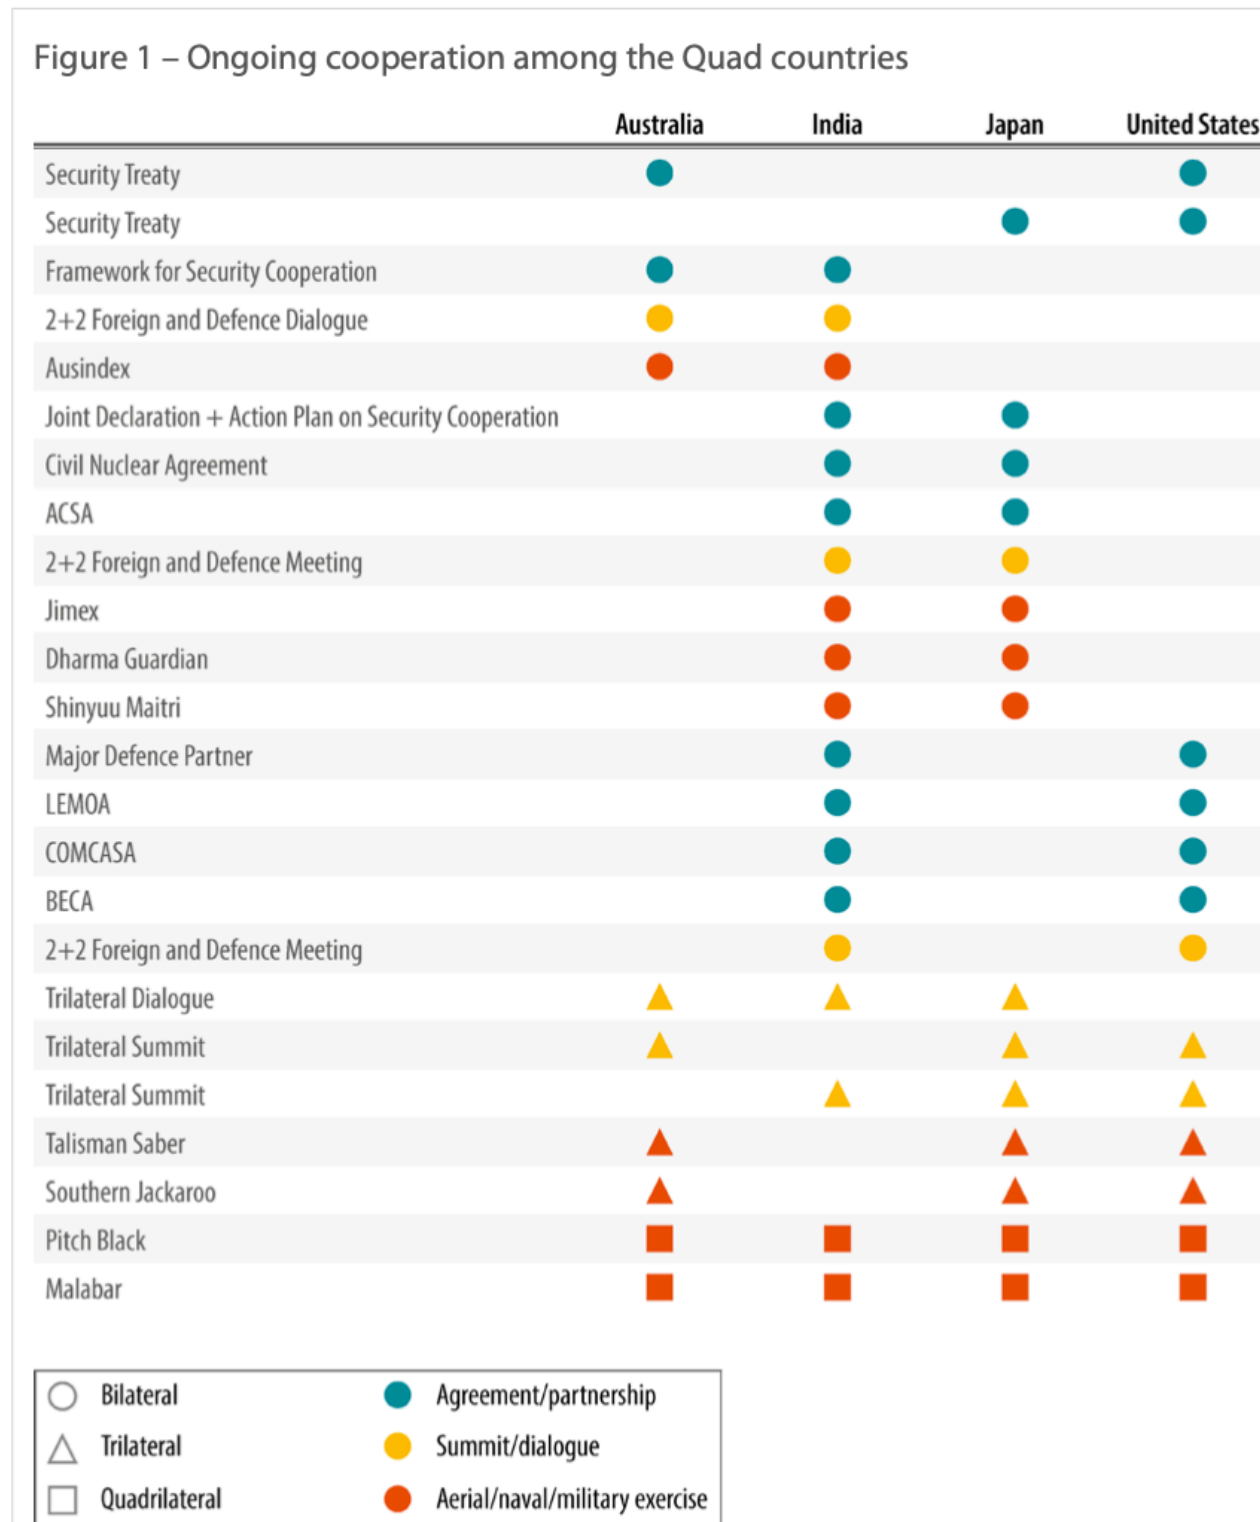 Figure 1 – Ongoing cooperation among the Quad countries
Australia India Japan United States
Security Treaty
Security Treaty
Framework for Security Cooperation
2+2 Foreign and Defence Dialogue
Ausindex
Joint Declaration + Action Plan on Security Cooperation
Civil Nuclear Agreement
ACSA
2+2 Foreign and Defence Meeting
Jimex
Dharma Guardian
Shinyuu Maitri
Major Defence Partner
LEMOA
COMCASA
BECA
2+2 Foreign and Defence Meeting
Trilateral Dialogue
Trilateral Summit
Trilateral Summit
Talisman Saber
Southern Jackaroo
Pitch Black
Malabar
Bilateral Agreement/partnership
Trilateral Summit/dialogue
Quadrilateral Aerial/naval/military exercise